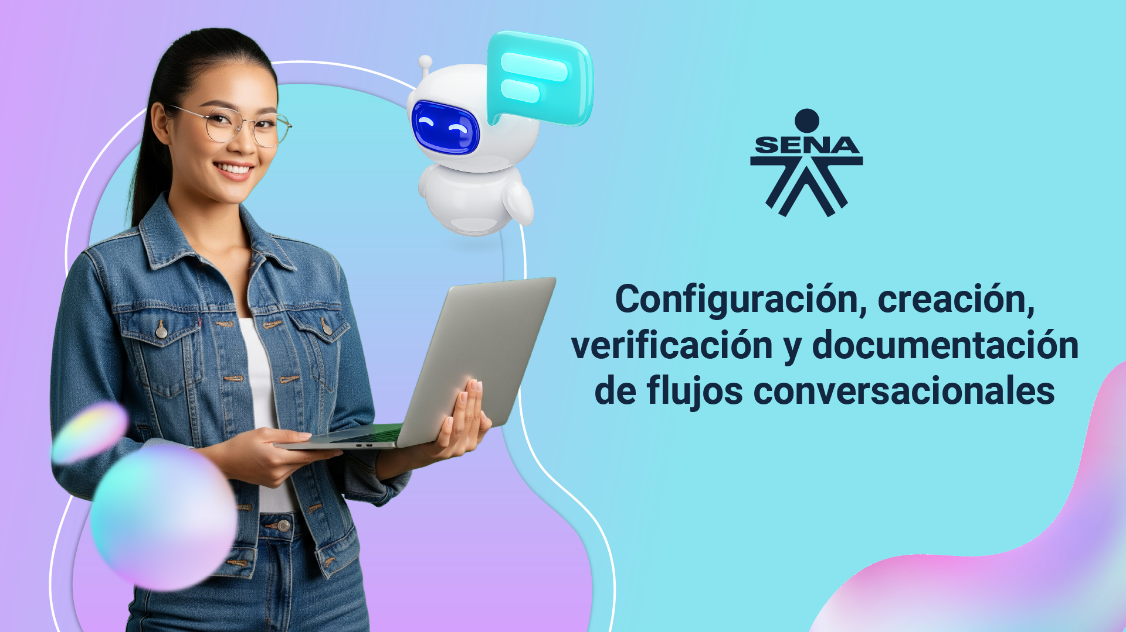 SENA
Configuración, creación,
verificación y documentación
de flujos conversacionales